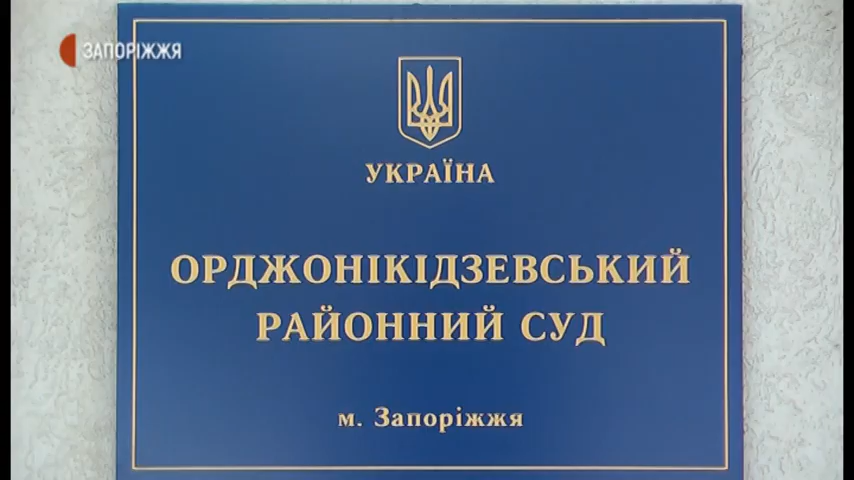 ЗАПОРІЖЖЯ
УКРАЇНА
ОРДЖОНІКІДЗЕВСЬКИЙ
РАЙОННИЙ СУД
м. Запоріжжя